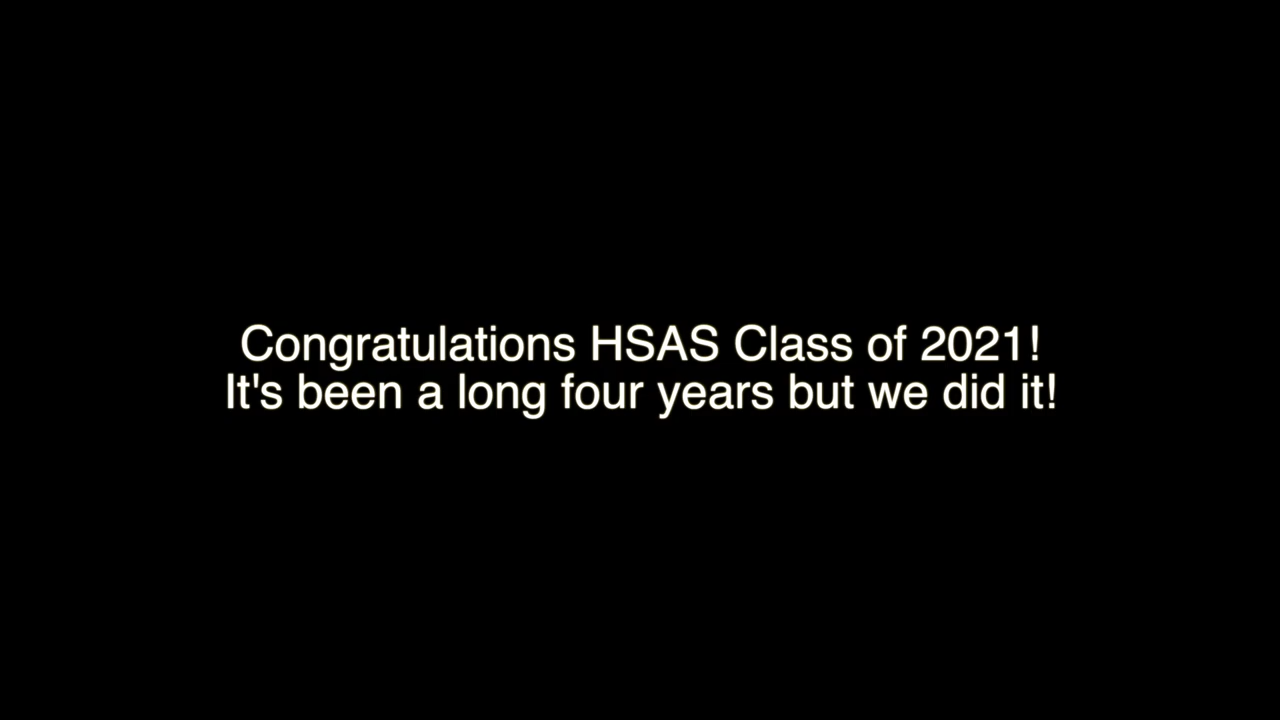 Congratulations HSAS Class of 2021!
It's been a long four years but we did it!